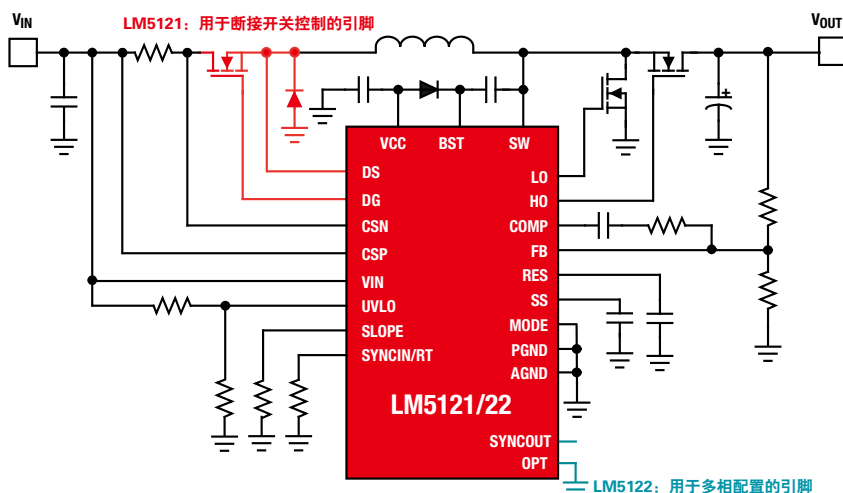 VIN
LM5121：用于断接开关控制的引脚
VOUT
+
VCC
BST
SW
DS
DG
CSN
CSP
VIN
UVLO
SLOPE
SYNCIN/RT
LO
HO
COMP
FB
RES
SS
MODE
PGND
AGND
LM5121/22
SYNCOUT
OPT
LM5122：用于多相配置的引脚